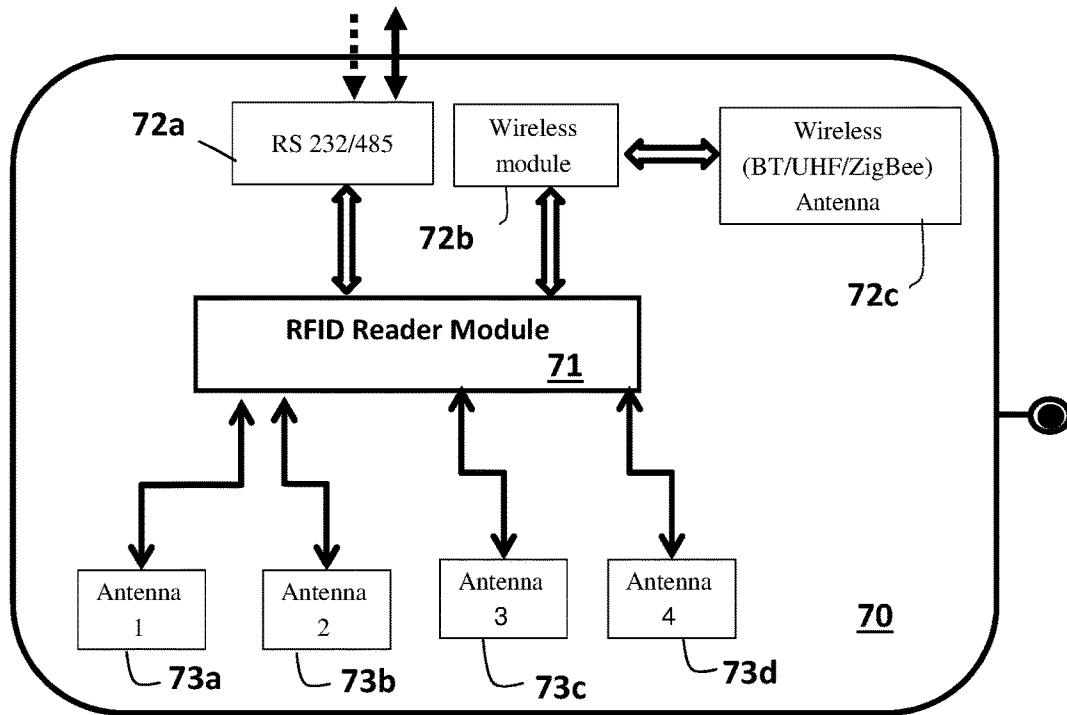 72a
RS 232/485
Wireless
module
72b
Wireless
(BT/UHF/ZigBee)
Antenna
72c
RFID Reader Module
71
Antenna
1
73a
Antenna
2
73b
Antenna
3
73c
Antenna
4
73d
70